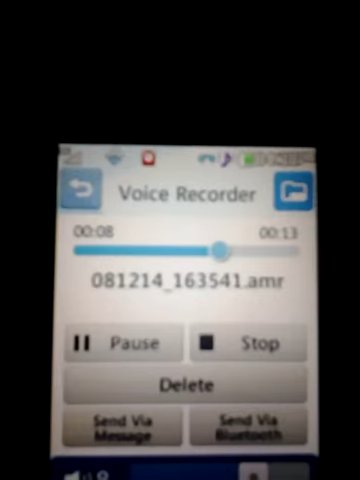 Voice Recorder
00:08 00:13
081214_163541.amr
Pause Stop
Delete
Send Via Message
Send Via Bluetooth